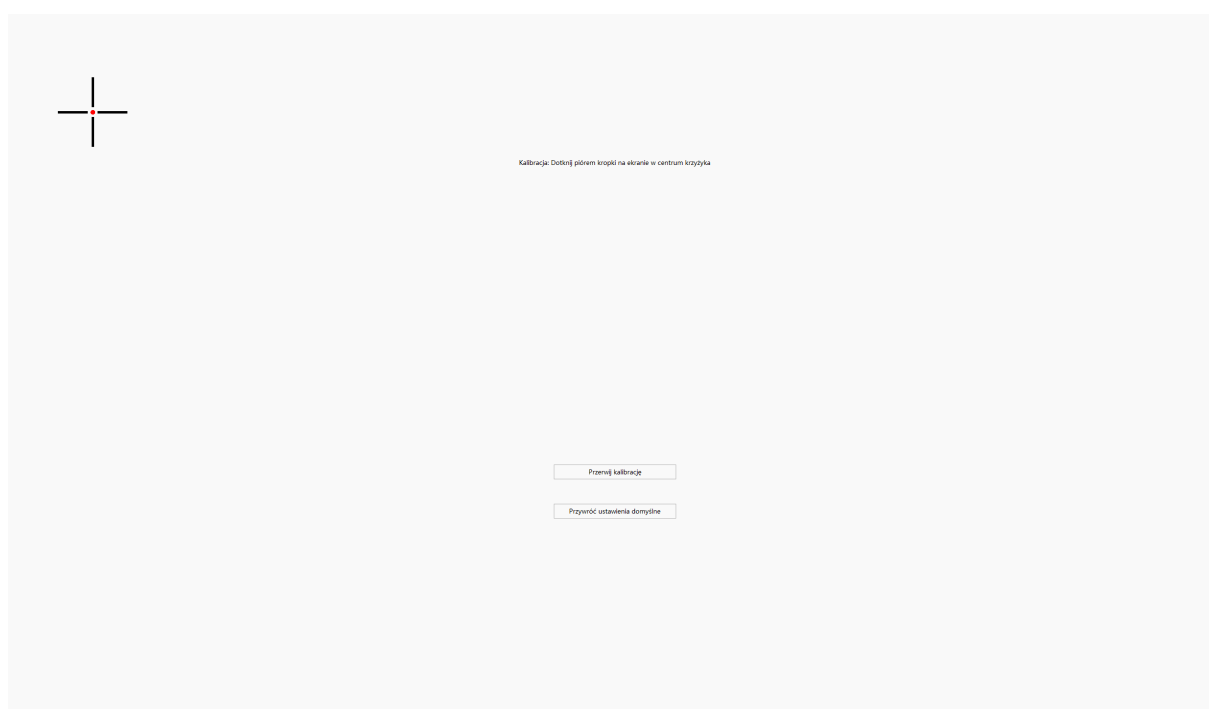 Kalibracja: Dotknij piórem kropki na ekranie w centrum krzyżyka
Przerwij kalibrację
Przywróć ustawienia domyślne